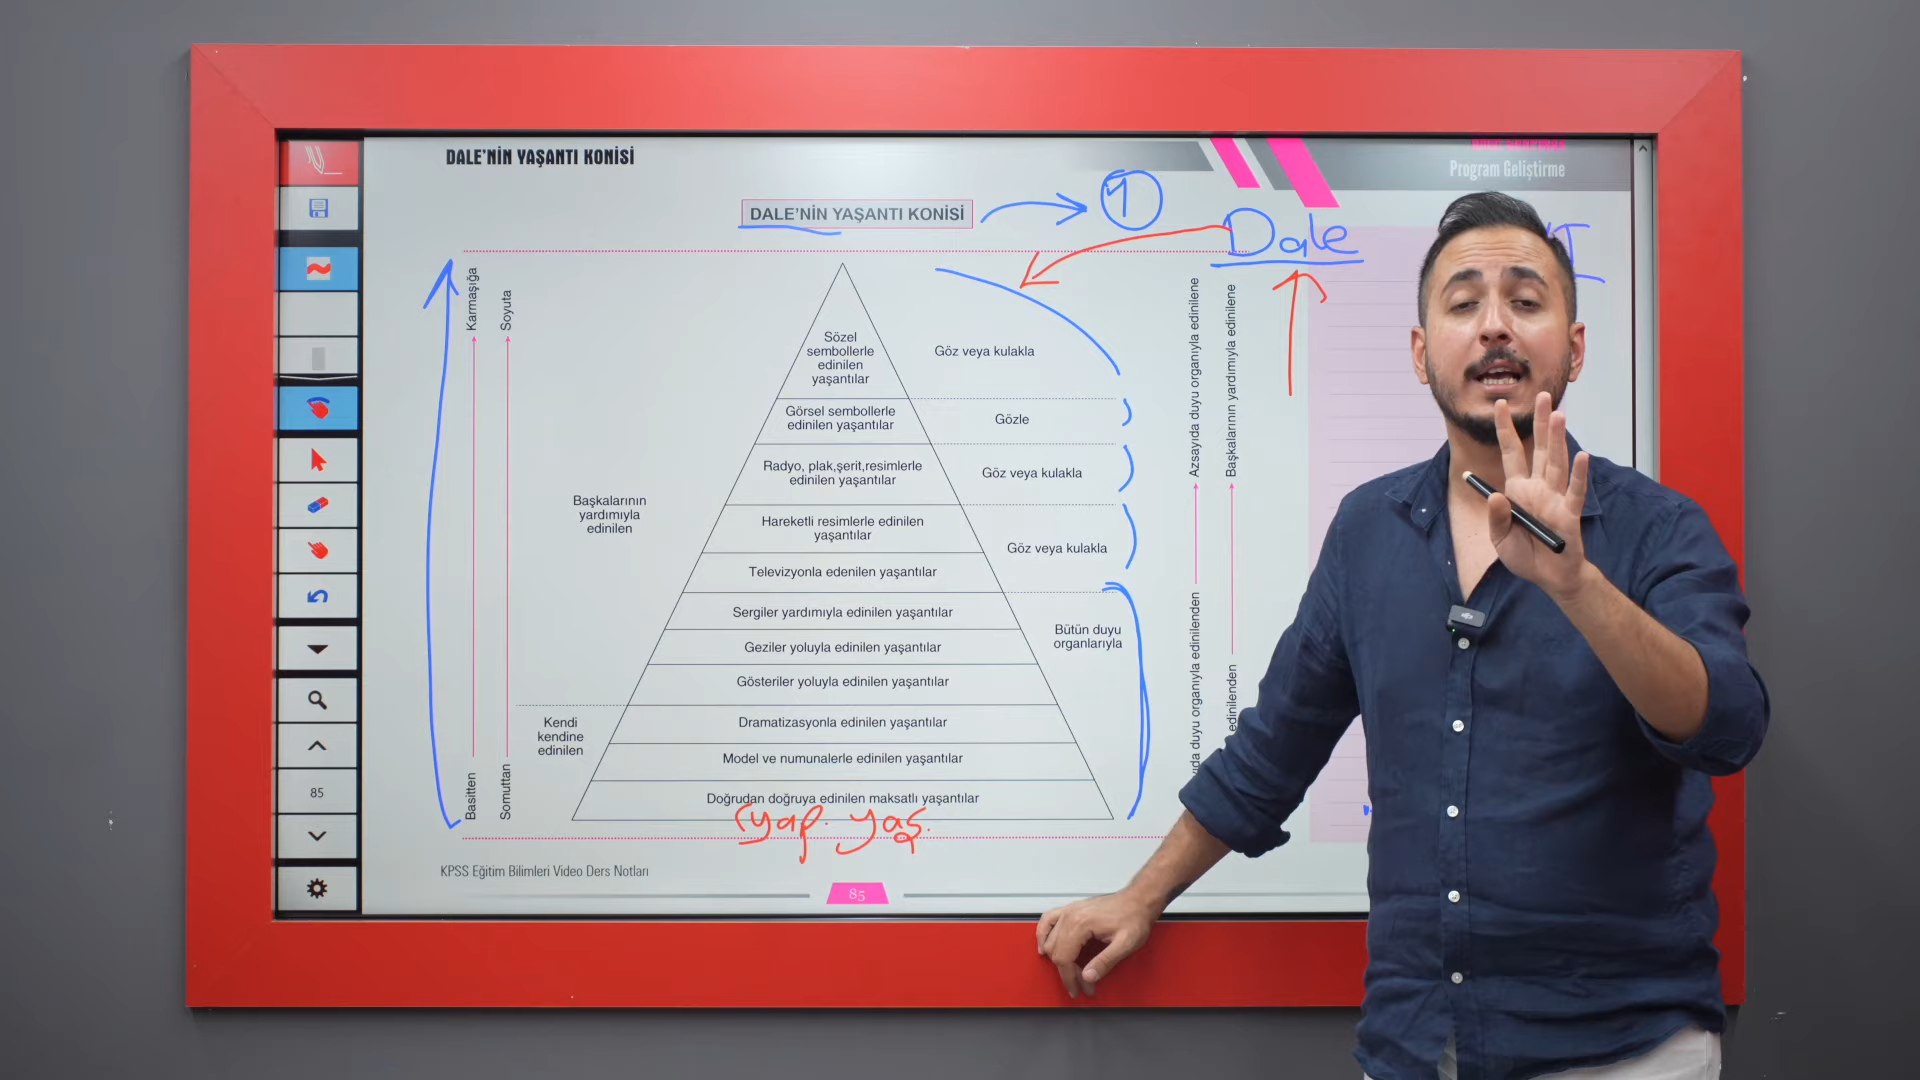 DALE'NİN YAŞANTI KONİSİ
Program Geliştirme
DALE'NİN YAŞANTI KONİSİ
1
Dale
Karmaşığa
Soyuta
Basitten
Somuttan
Başkalarının
yardımıyla
edinilen
Kendi
kendine
edinilen
Sözel
sembollerle
edinilen
yaşantılar
Görsel sembollerle
edinilen yaşantılar
Radyo, plak,şerit,resimlerle
edinilen yaşantılar
Hareketli resimlerle edinilen
yaşantılar
Televizyonla edenilen yaşantılar
Sergiler yardımıyla edinilen yaşantılar
Geziler yoluyla edinilen yaşantılar
Gösteriler yoluyla edinilen yaşantılar
Dramatizasyonla edinilen yaşantılar
Model ve numunalerle edinilen yaşantılar
Doğrudan doğruya edinilen maksatlı yaşantılar
yap. yaş.
Göz veya kulakla
Gözle
Göz veya kulakla
Göz veya kulakla
Bütün duyu
organlarıyla
Azsayıda duyu organıyla edinilene
Başkalarının yardımıyla edinilene
duyu organıyla edinilenden
edinilenden
KPSS Eğitim Bilimleri Video Ders Notları
85
85